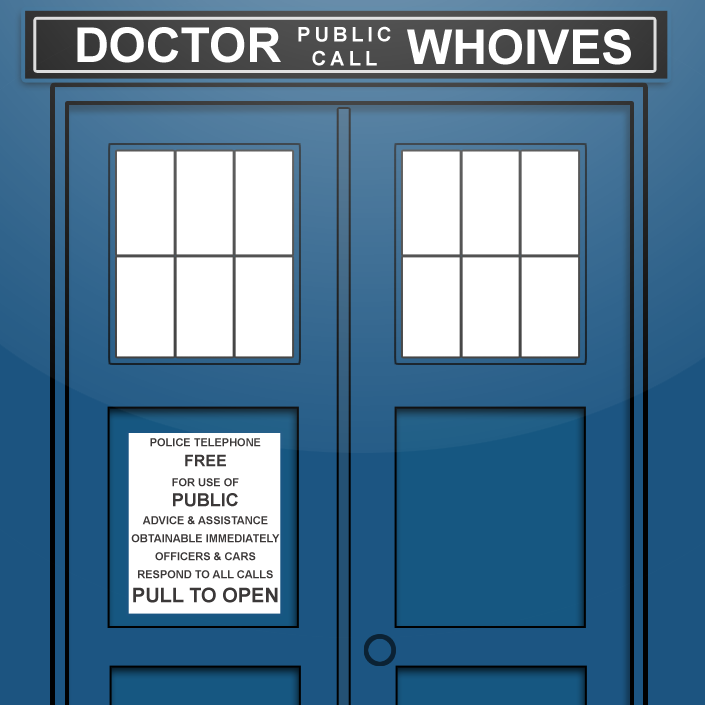 DOCTOR PUBLIC CALL WHOIVES
POLICE TELEPHONE
FREE
FOR USE OF
PUBLIC
ADVICE & ASSISTANCE
OBTAINABLE IMMEDIATELY
OFFICERS & CARS
RESPOND TO ALL CALLS
PULL TO OPEN